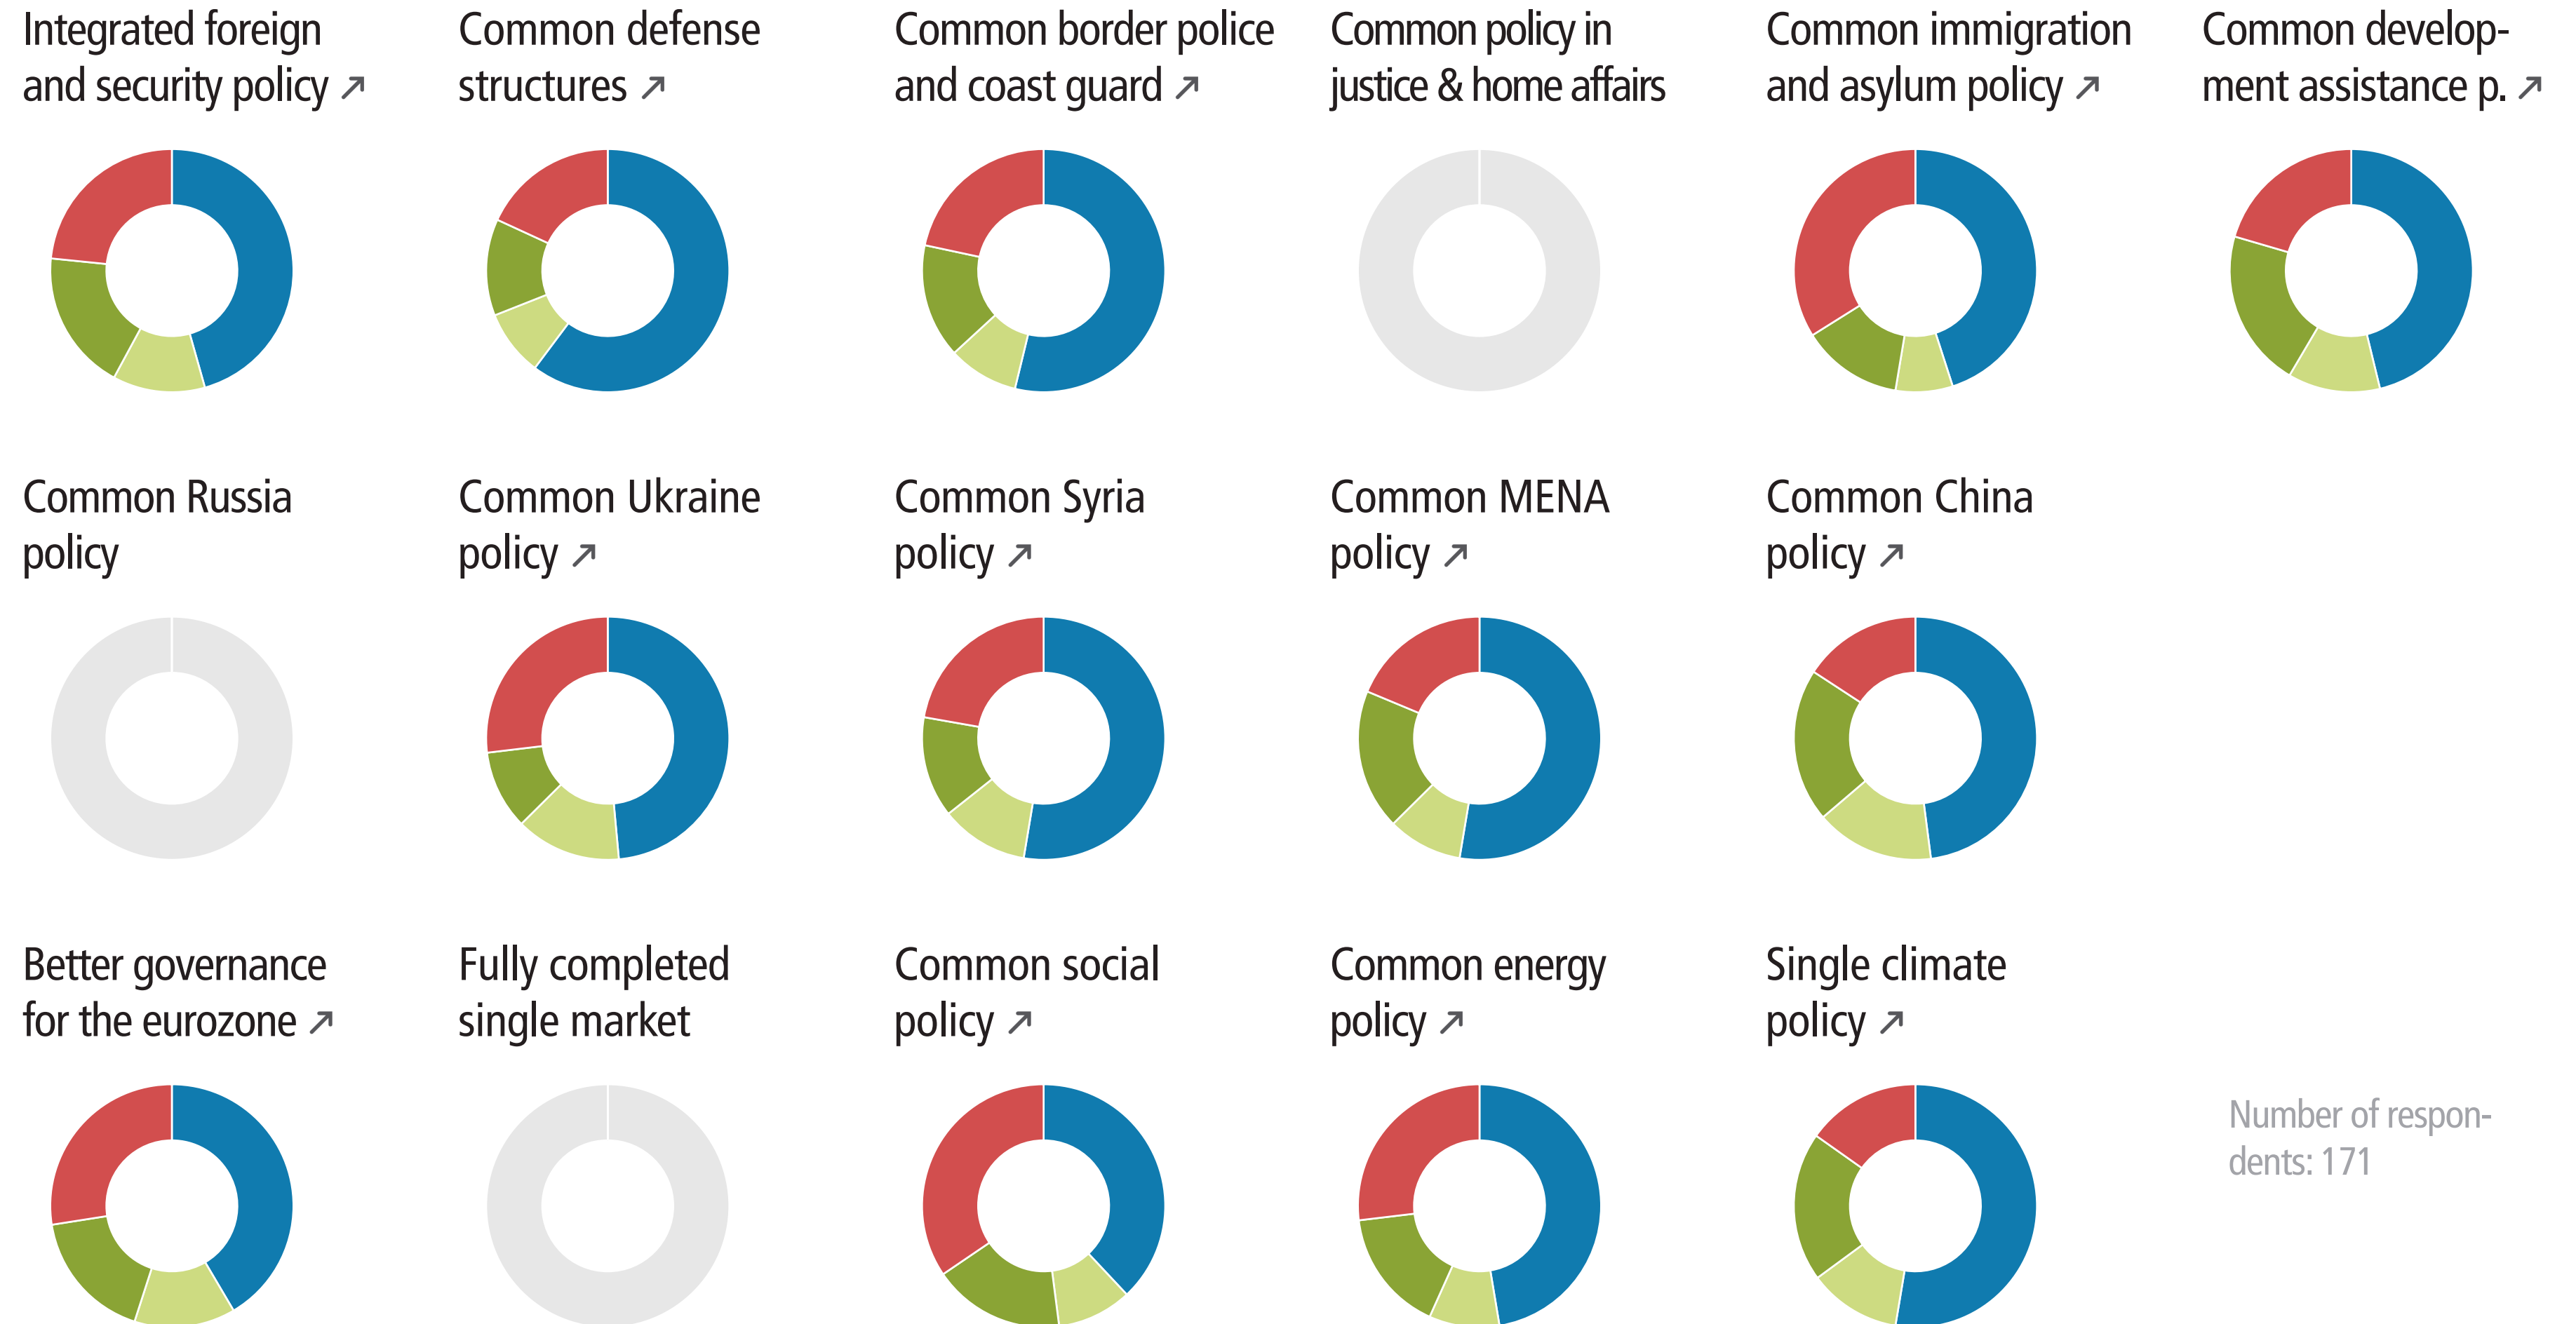 Integrated foreign
and security policy ↗
Common defense
structures ↗
Common border police
and coast guard ↗
Common policy in
justice & home affairs
Common immigration
and asylum policy ↗
Common develop-
ment assistance p. ↗
Common Russia
policy
Common Ukraine
policy ↗
Common Syria
policy ↗
Common MENA
policy ↗
Common China
policy ↗
Better governance
for the eurozone ↗
Fully completed
single market
Common social
policy ↗
Common energy
policy ↗
Single climate
policy ↗
Number of respon-
dents: 171